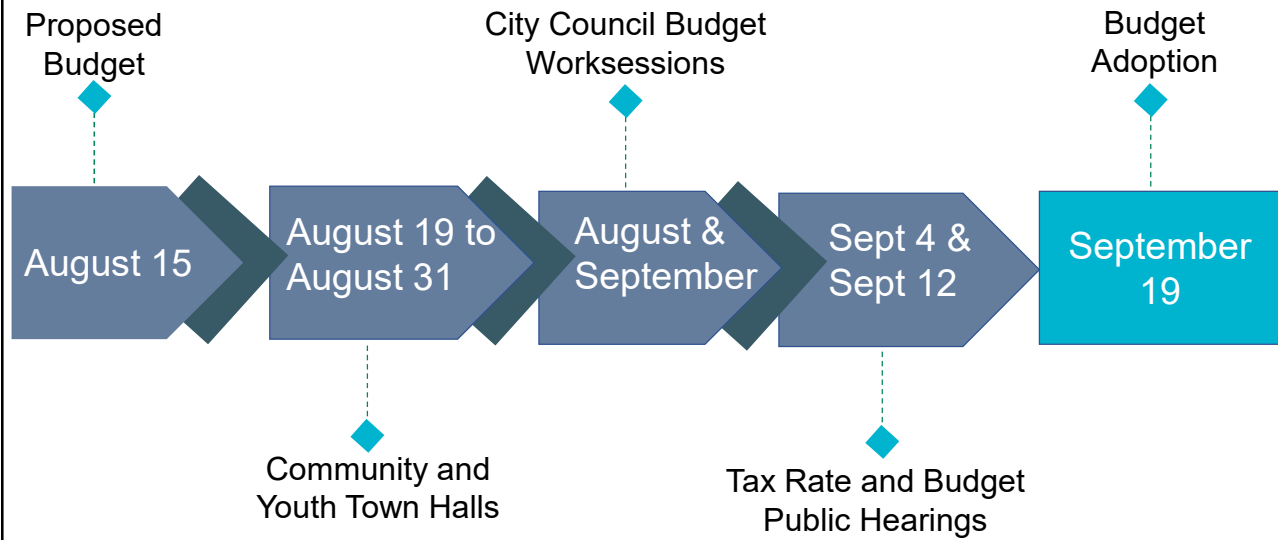 Proposed
Budget
City Council Budget
Worksessions
Budget
Adoption
August 15
August 19 to
August 31
August &
September
Sept 4 &
Sept 12
September
19
Community and
Youth Town Halls
Tax Rate and Budget
Public Hearings